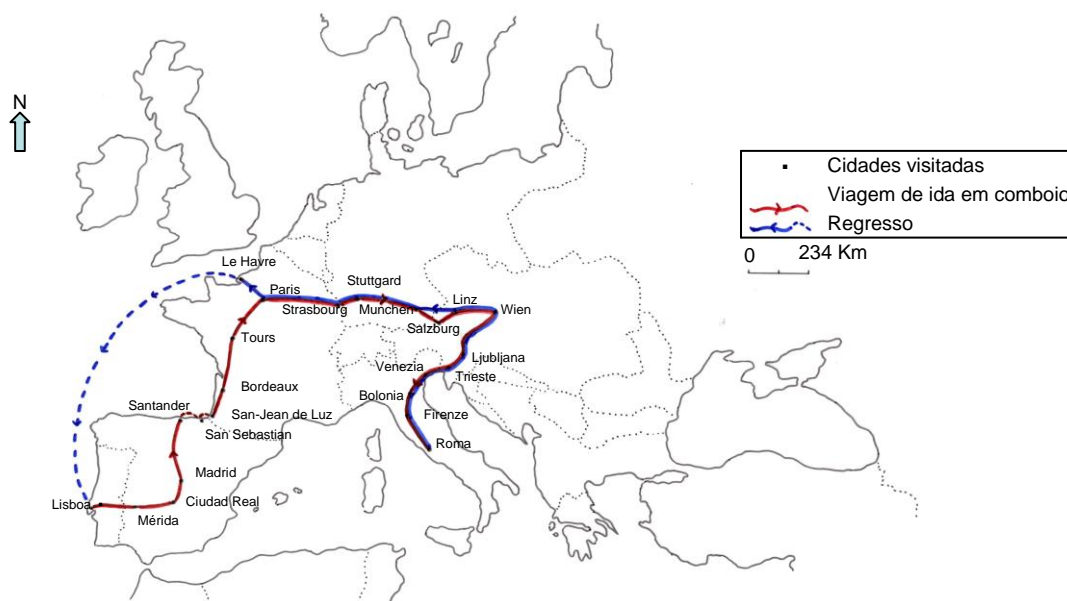 N
Cidades visitadas
Viagem de ida em comboio
Regresso
0 234 Km
Le Havre
Paris
Strasbourg
Stuttgard
Munchen
Linz
Salzburg
Wien
Tours
Ljubljana
Venezia
Trieste
Bordeaux
Bolonia
Santander
San-Jean de Luz
Firenze
San Sebastian
Roma
Madrid
Ciudad Real
Lisboa
Mérida